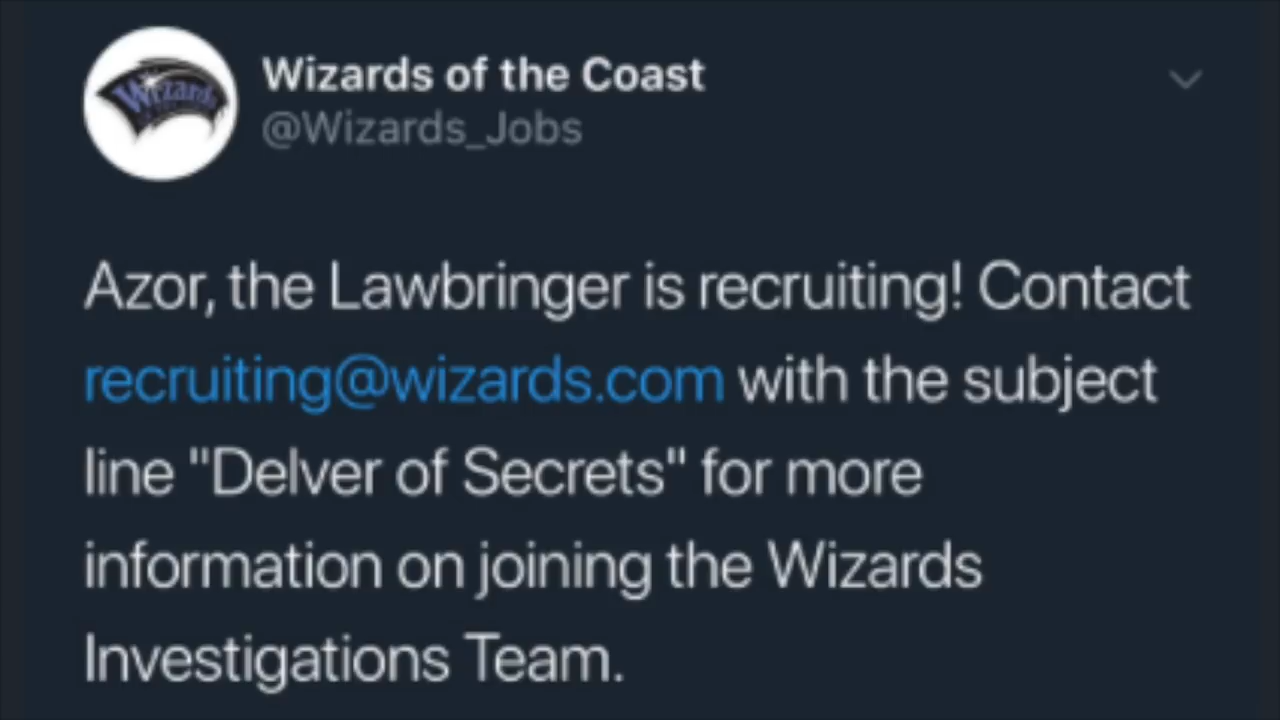 Wizards
Wizards of the Coast
@Wizards_Jobs
Azor, the Lawbringer is recruiting! Contact
recruiting@wizards.com with the subject
line "Delver of Secrets" for more
information on joining the Wizards
Investigations Team.